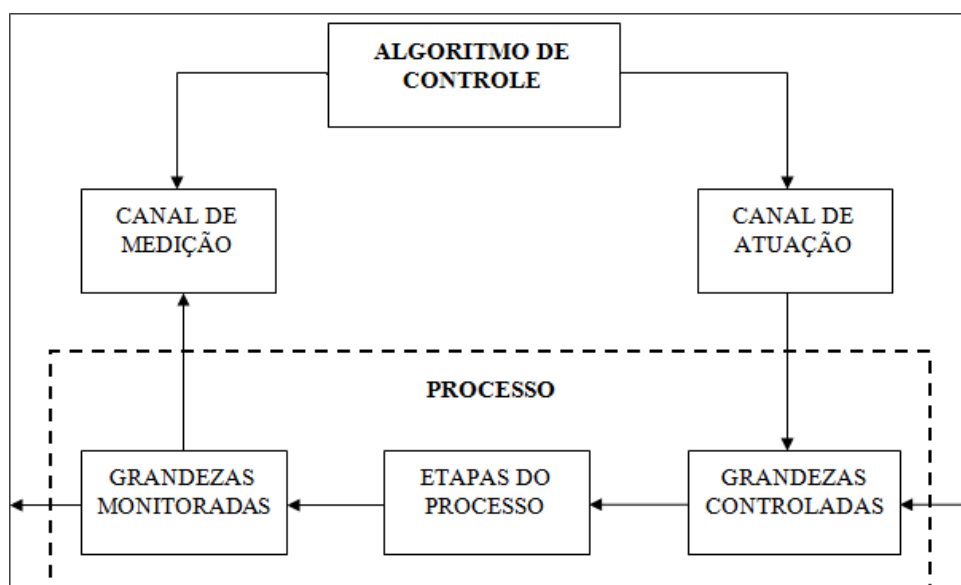 ALGORITMO DE
CONTROLE
CANAL DE
MEDIÇÃO
CANAL DE
ATUAÇÃO
PROCESSO
GRANDEZAS
MONITORADAS
ETAPAS DO
PROCESSO
GRANDEZAS
CONTROLADAS